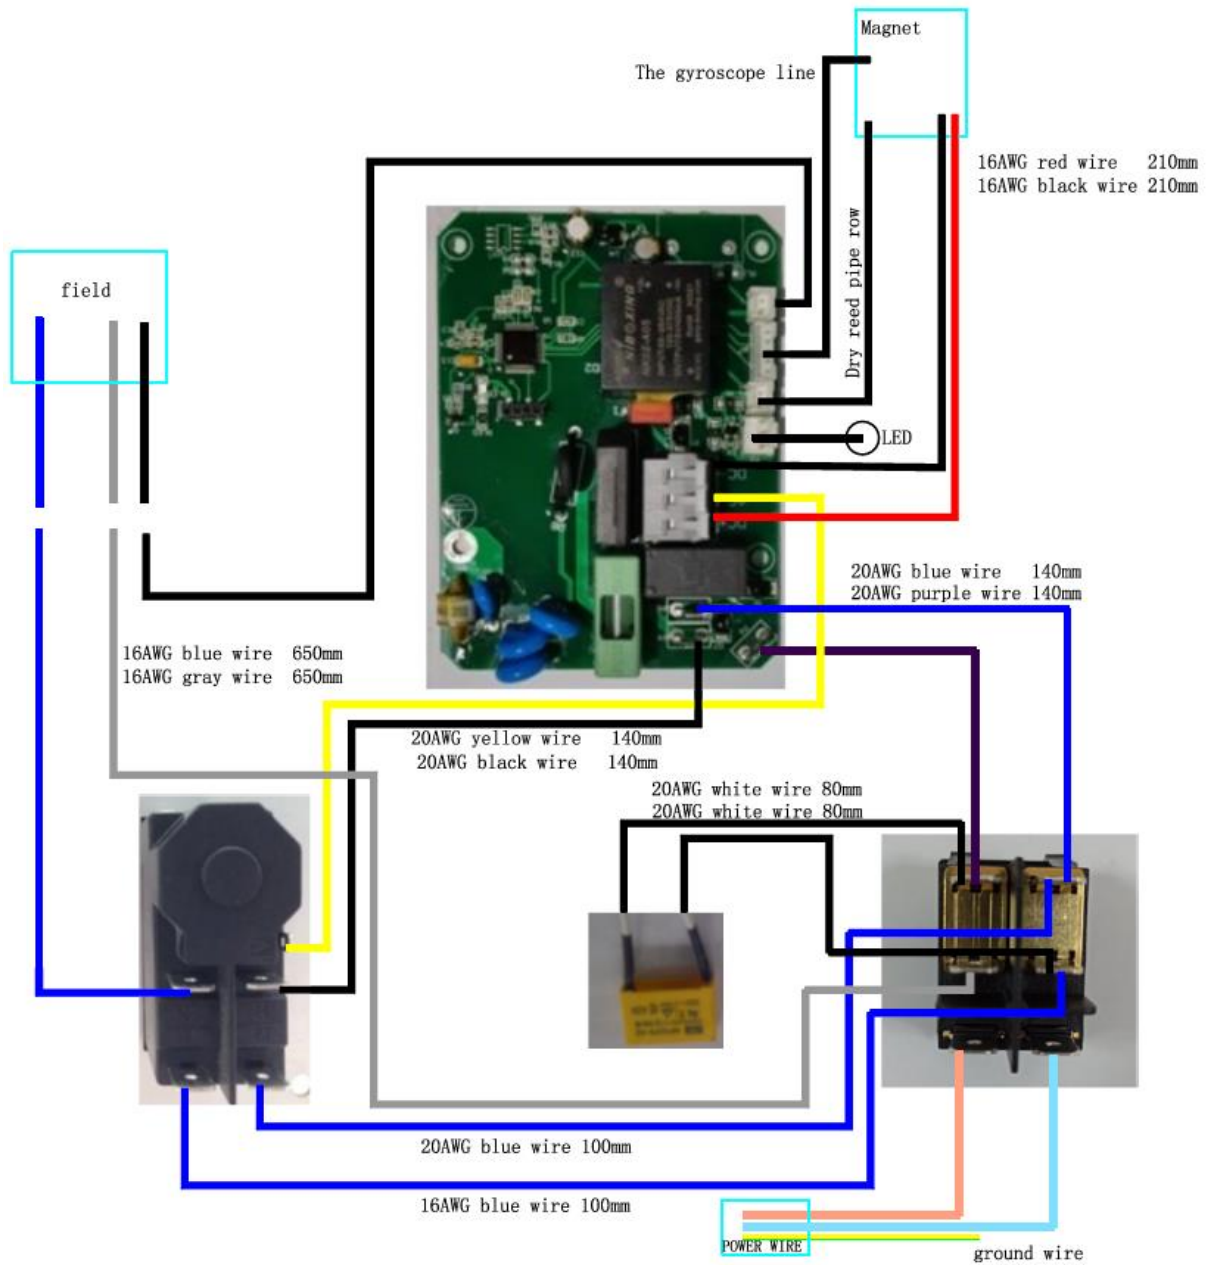 Magnet
The gyroscope line
16AWG red wire 210mm
16AWG black wire 210mm
Dry reed pipe row
field
LED
20AWG blue wire 140mm
20AWG purple wire 140mm
16AWG blue wire 650mm
16AWG gray wire 650mm
20AWG yellow wire 140mm
20AWG black wire 140mm
20AWG white wire 80mm
20AWG white wire 80mm
20AWG blue wire 100mm
16AWG blue wire 100mm
POWER WIRE
ground wire